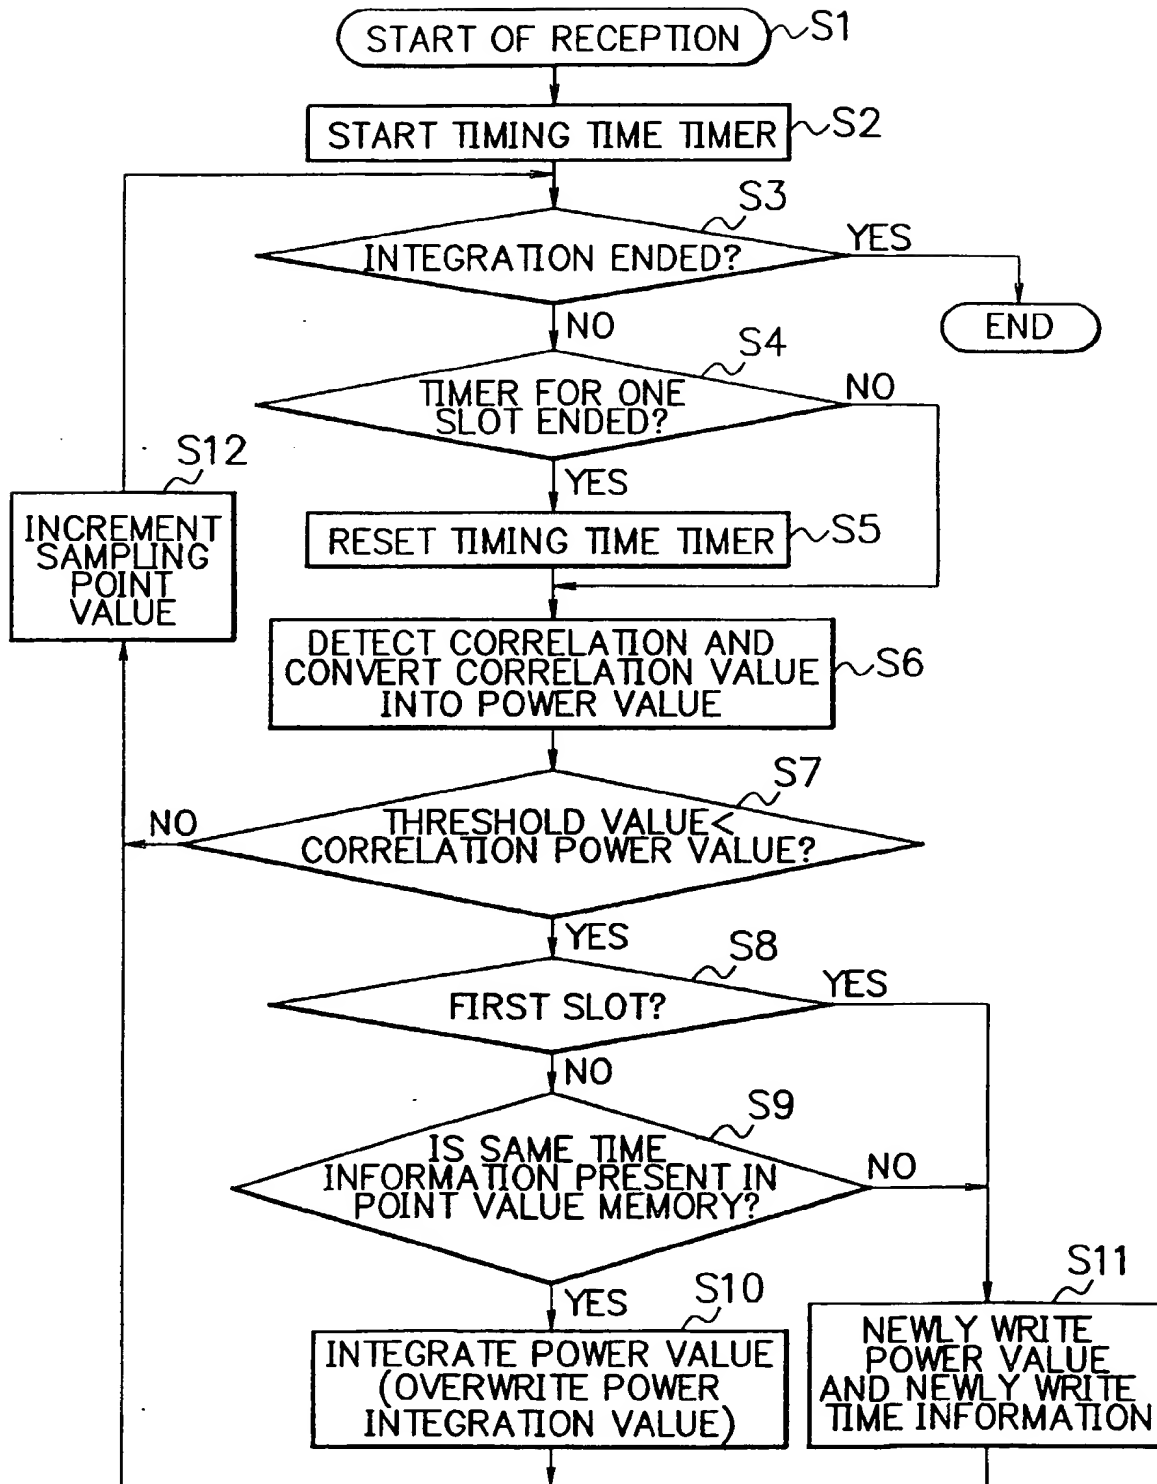 START OF RECEPTION
S1
START TIMING TIME TIMER
S2
S3
INTEGRATION ENDED?
YES
END
NO
S4
TIMER FOR ONE
SLOT ENDED?
NO
YES
S12
INCREMENT
SAMPLING
POINT
VALUE
RESET TIMING TIME TIMER
S5
DETECT CORRELATION AND
CONVERT CORRELATION VALUE
INTO POWER VALUE
S6
S7
THRESHOLD VALUE<
CORRELATION POWER VALUE?
NO
YES
S8
FIRST SLOT?
YES
NO
S9
IS SAME TIME
INFORMATION PRESENT IN
POINT VALUE MEMORY?
NO
YES
S10
INTEGRATE POWER VALUE
(OVERWRITE POWER
INTEGRATION VALUE)
S11
NEWLY WRITE
POWER VALUE
AND NEWLY WRITE
TIME INFORMATION